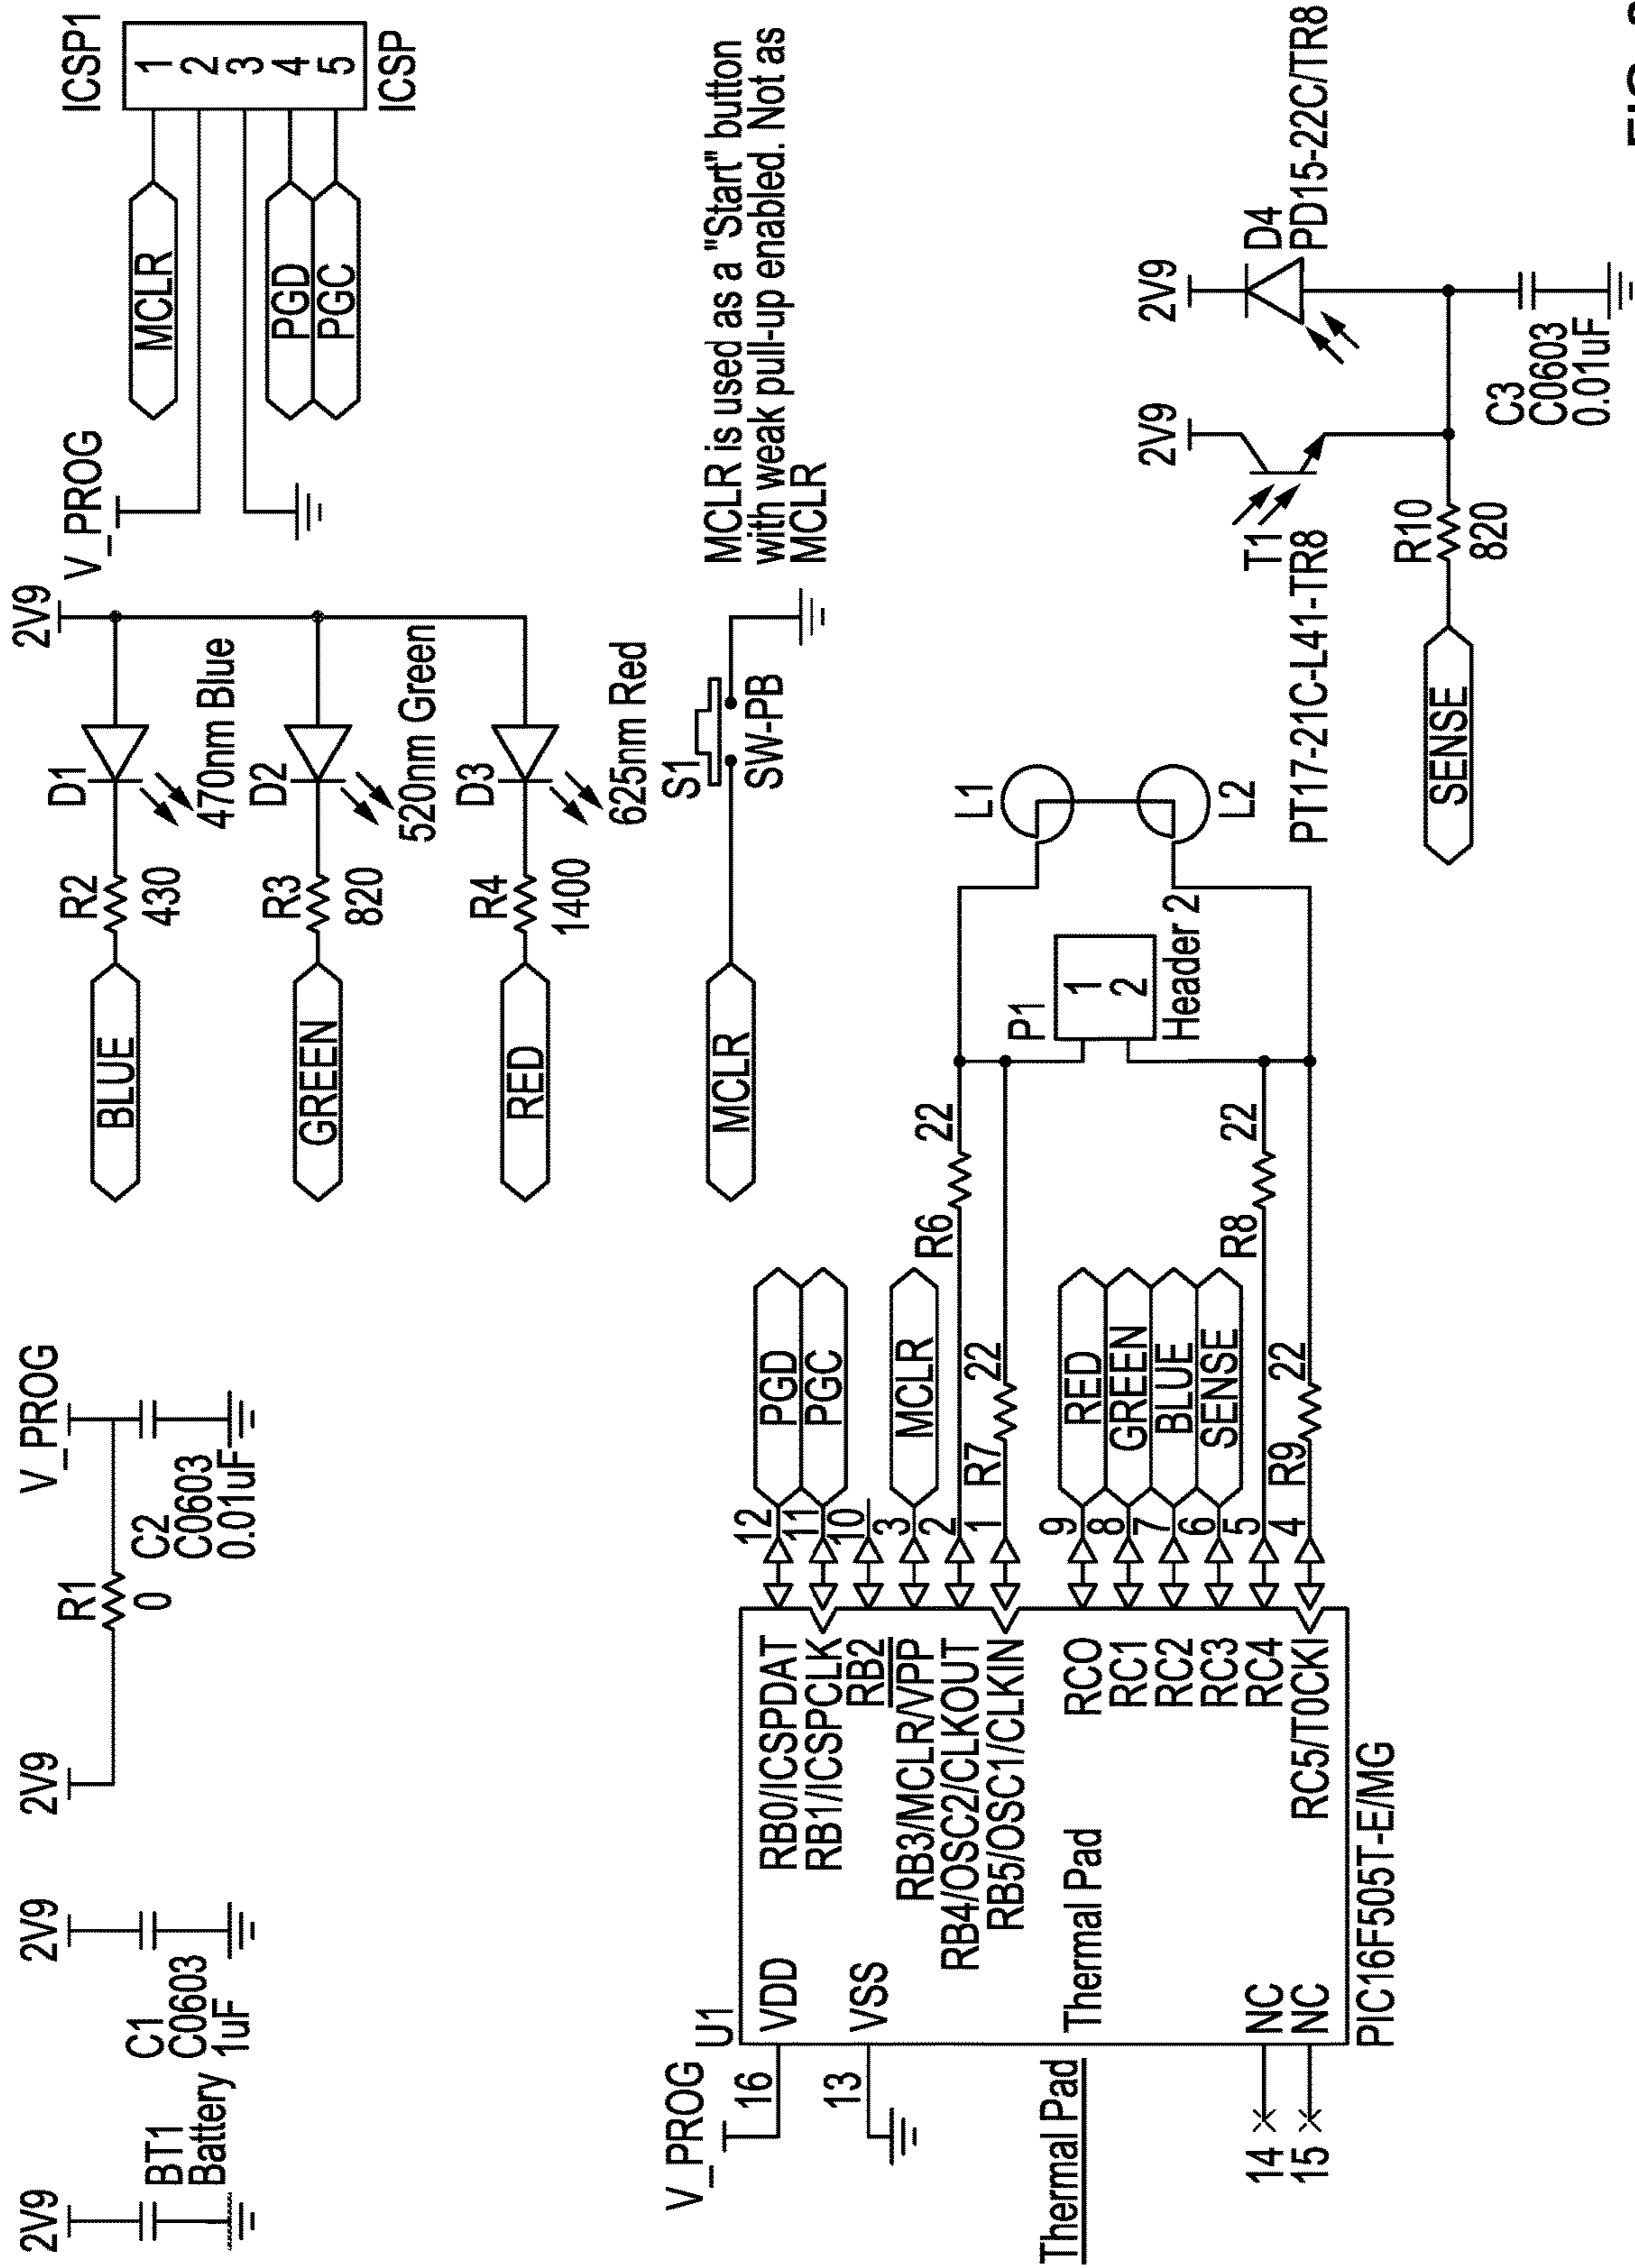 2V9
BT1
Battery
2V9
C1
C0603
1uF
2V9
R1
0
V_PROG
C2
C0603
0.01uF
BLUE
R2
430
D1
470nm Blue
2V9
GREEN
R3
820
D2
520nm Green
RED
R4
1400
D3
625nm Red
MCLR
S1
SW-PB
V_PROG
MCLR
PGD
PGC
ICSP1
1
2
3
4
5
ICSP
MCLR is used as a "Start" button
with weak pull-up enabled. Not as
MCLR
V_PROG
16
13
Thermal Pad
14
15
U1
VDD
VSS
Thermal Pad
NC
NC
RB0/ICSPDAT
RB1/ICSPCLK
RB2
RB3/MCLR/VPP
RB4/OSC2/CLKOUT
RB5/OSC1/CLKIN
RCO
RC1
RC2
RC3
RC4
RC5/T0CKI
PIC16F505T-E/MG
12
11
10
3
2
1
9
8
7
6
5
4
PGD
PGC
MCLR
R7
22
RED
GREEN
BLUE
SENSE
R9
22
R6
22
R8
22
P1
1
2
Header 2
L1
L2
SENSE
R10
820
T1
PT17-21C-L41-TR8
2V9
2V9
D4
PD15-22C/TR8
C3
C0603
0.01uF